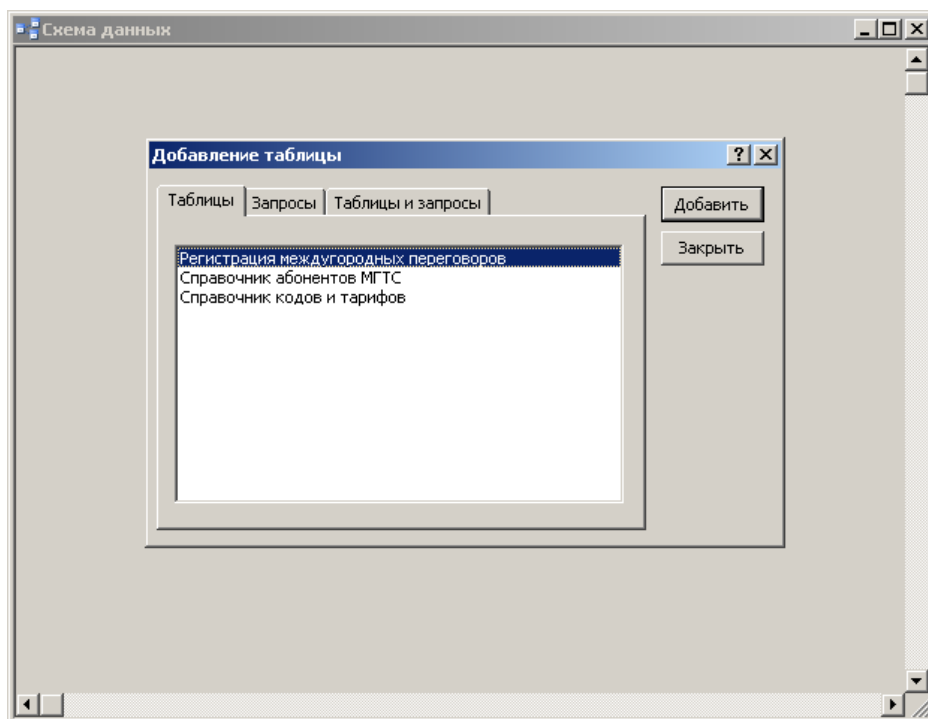 Схема данных
Добавление таблицы
Таблицы Запросы Таблицы и запросы
Добавить
Закрыть
Регистрация междугородных переговоров
Справочник абонентов МГТС
Справочник кодов и тарифов